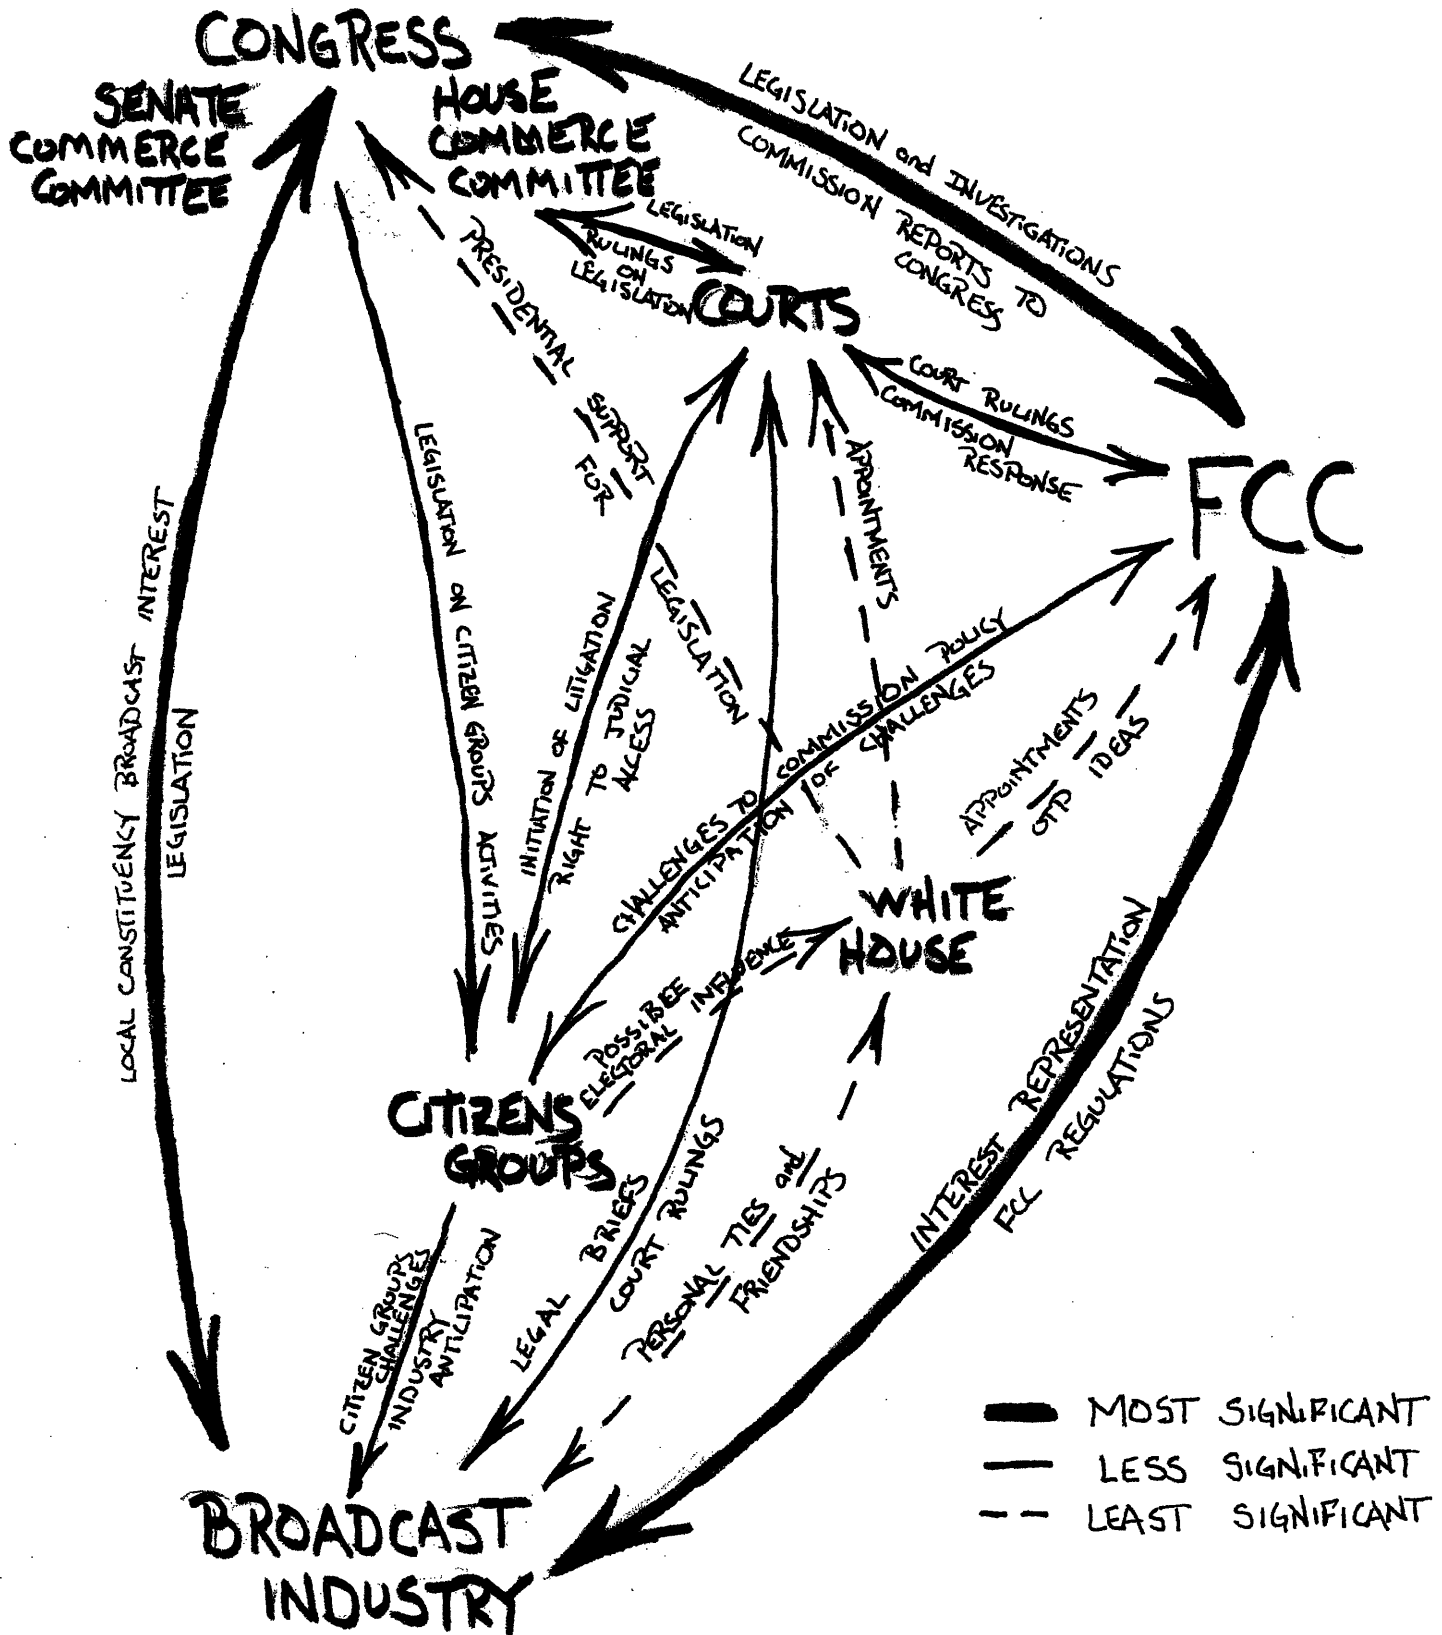 CONGRESS
SENATE
COMMERCE
COMMITTEE
HOUSE
COMMERCE
COMMITTEE
LEGISLATION and INVESTIGATIONS
COMMISSION REPORTS TO
CONGRESS
LEGISLATION
RULINGS
ON
LEGISLATION
COURTS
PRESIDENTIAL SUPPORT
FOR
LEGISLATION
COURT RULINGS
COMMISSION
RESPONSE
FCC
APPOINTMENTS
LEGISLATION ON CITIZEN GROUPS ACTIVITIES
LOCAL CONSTITUENCY BROADCAST INTEREST
LEGISLATION
INITIATION OF LITIGATION
RIGHT TO JUDICIAL
ACCESS
CHALLENGES TO COMMISSION POLICY
ANTICIPATION OF CHALLENGES
APPOINTMENTS
OTP IDEAS
WHITE
HOUSE
POSSIBEE
ELECTORAL INFLUENCE
CITIZENS
GROUPS
INTEREST REPRESENTATION
FCC REGULATIONS
CITIZEN GROUPS
CHALLENGES
INDUSTRY
ANTICIPATION
LEGAL BRIEFS
COURT RULINGS
PERSONAL TIES and
FRIENDSHIPS
BROADCAST
INDUSTRY
MOST SIGNIFICANT
LESS SIGNIFICANT
LEAST SIGNIFICANT